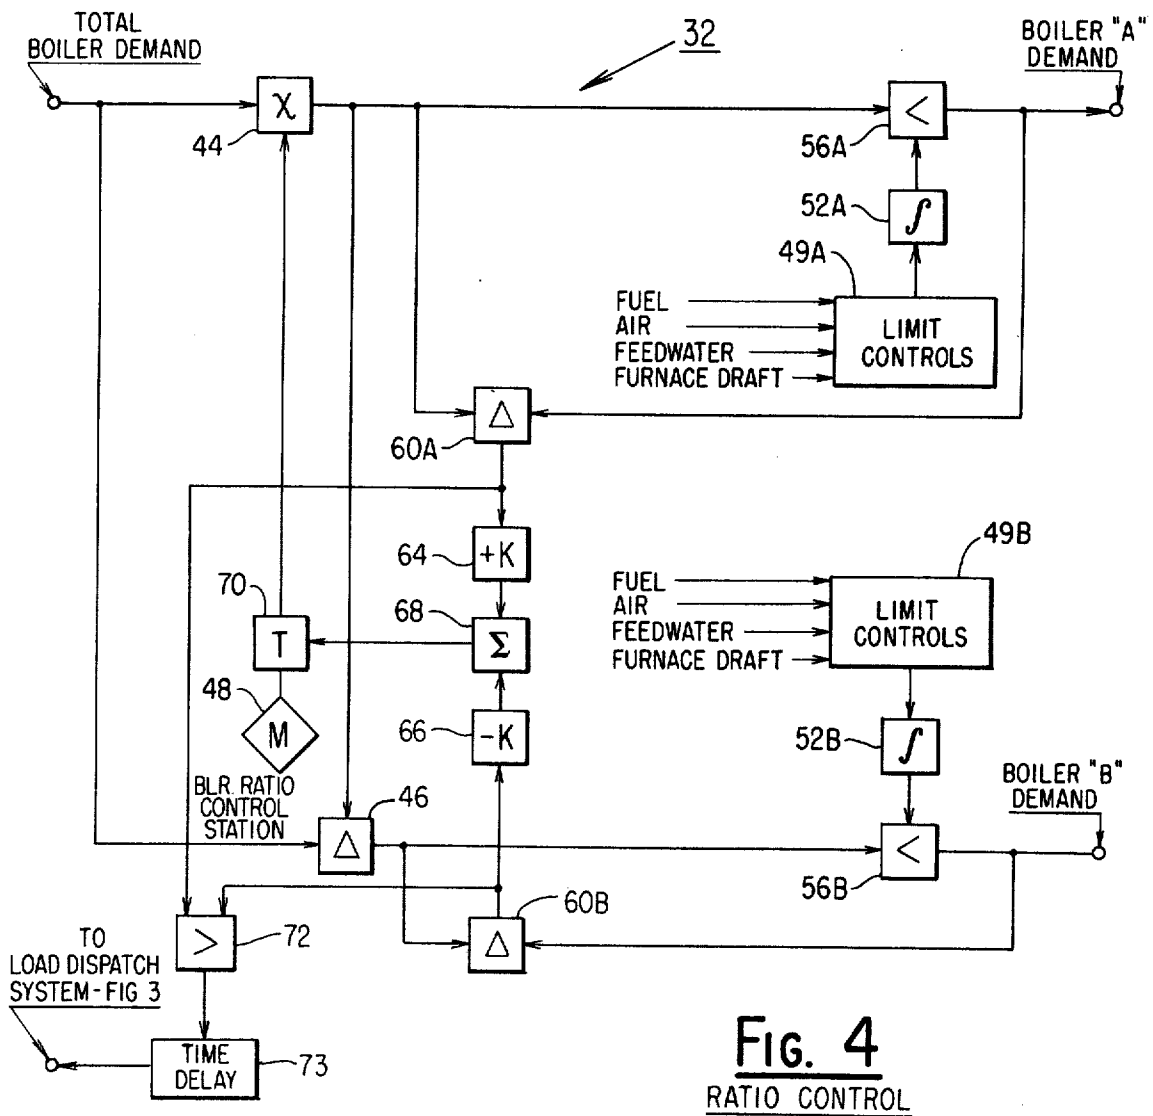 TOTAL
BOILER DEMAND
32
BOILER "A"
DEMAND
X
44
<
56A
∫
52A
49A
FUEL
AIR
FEEDWATER
FURNACE DRAFT
LIMIT
CONTROLS
Δ
60A
+K
64
49B
FUEL
AIR
FEEDWATER
FURNACE DRAFT
LIMIT
CONTROLS
70
T
68
Σ
48
M
66
-K
52B
∫
BLR. RATIO
CONTROL
STATION
46
Δ
BOILER "B"
DEMAND
<
56B
60B
Δ
>
72
TO
LOAD DISPATCH
SYSTEM-FIG 3
TIME
DELAY
73
FIG. 4
RATIO CONTROL